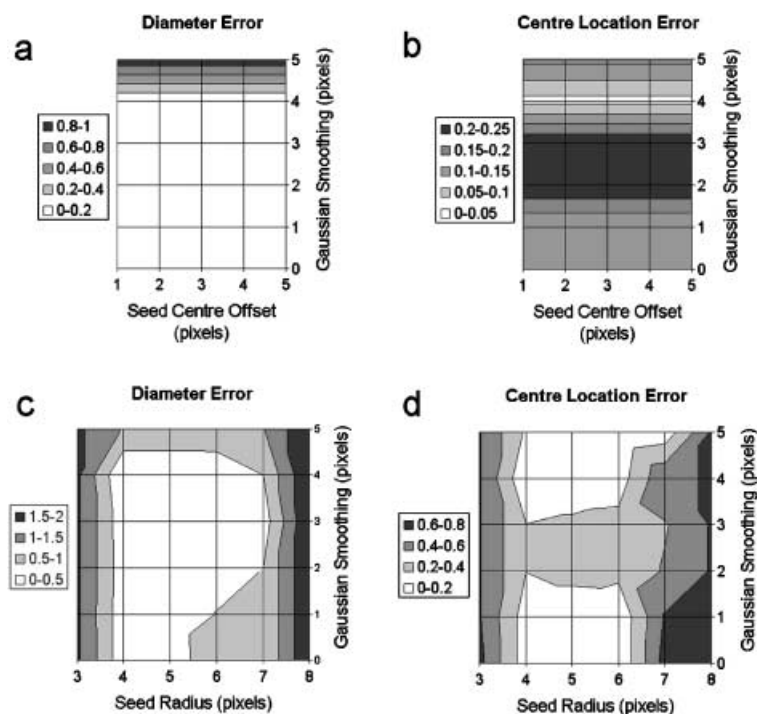 a
Diameter Error
0.8-1
0.6-0.8
0.4-0.6
0.2-0.4
0-0.2
5
4
3
2
1
0
Gaussian Smoothing (pixels)
1 2 3 4 5
Seed Centre Offset
(pixels)
b
Centre Location Error
0.2-0.25
0.15-0.2
0.1-0.15
0.05-0.1
0-0.05
5
4
3
2
1
0
Gaussian Smoothing (pixels)
1 2 3 4 5
Seed Centre Offset
(pixels)
c
Diameter Error
1.5-2
1-1.5
0.5-1
0-0.5
5
4
3
2
1
0
Gaussian Smoothing (pixels)
3 4 5 6 7 8
Seed Radius (pixels)
d
Centre Location Error
0.6-0.8
0.4-0.6
0.2-0.4
0-0.2
5
4
3
2
1
0
Gaussian Smoothing (pixels)
3 4 5 6 7 8
Seed Radius (pixels)